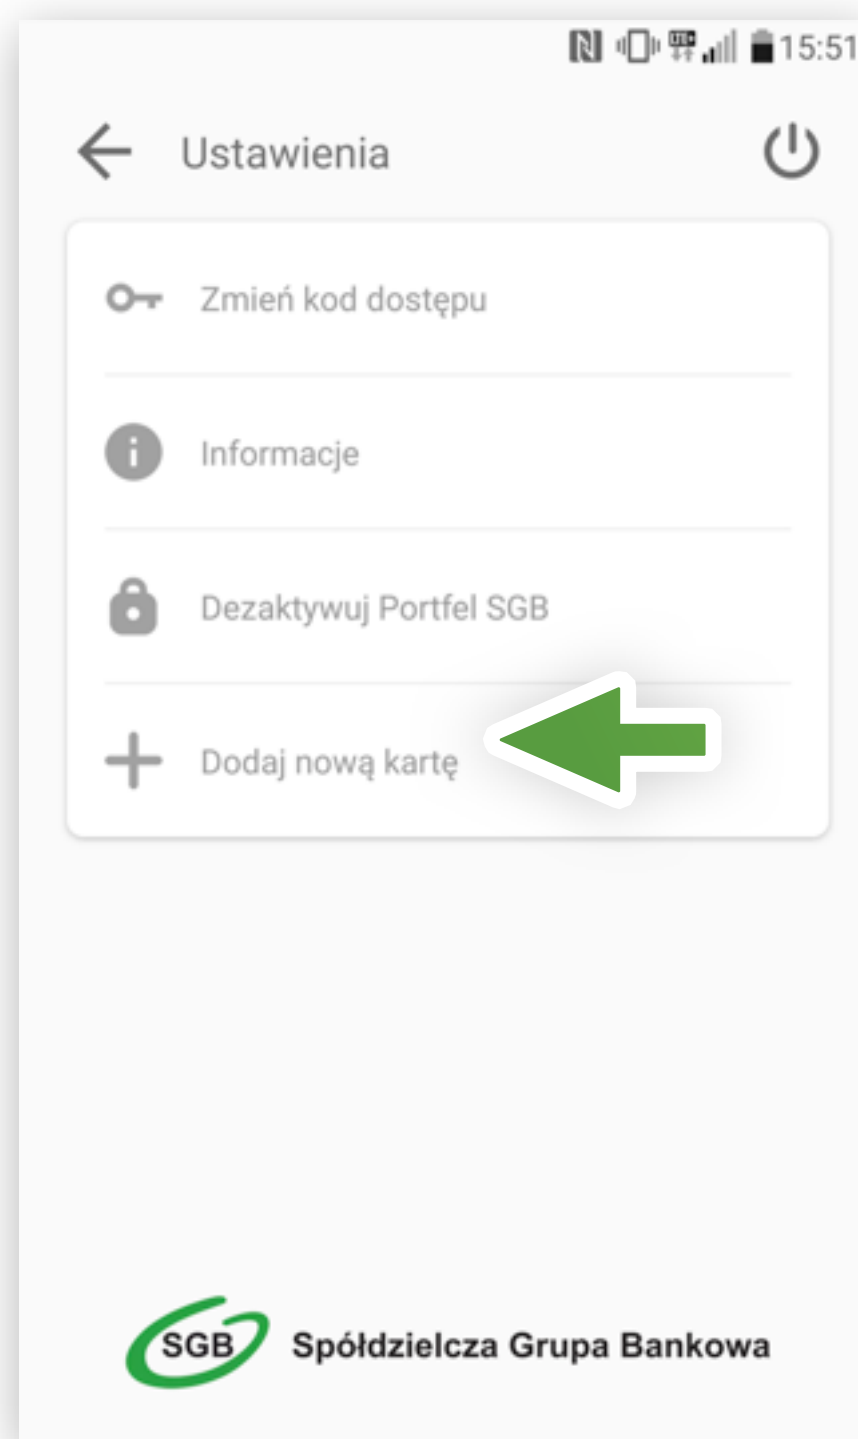 15:51
Ustawienia
Zmień kod dostępu
Informacje
Dezaktywuj Portfel SGB
Dodaj nową kartę
SGB Spółdzielcza Grupa Bankowa